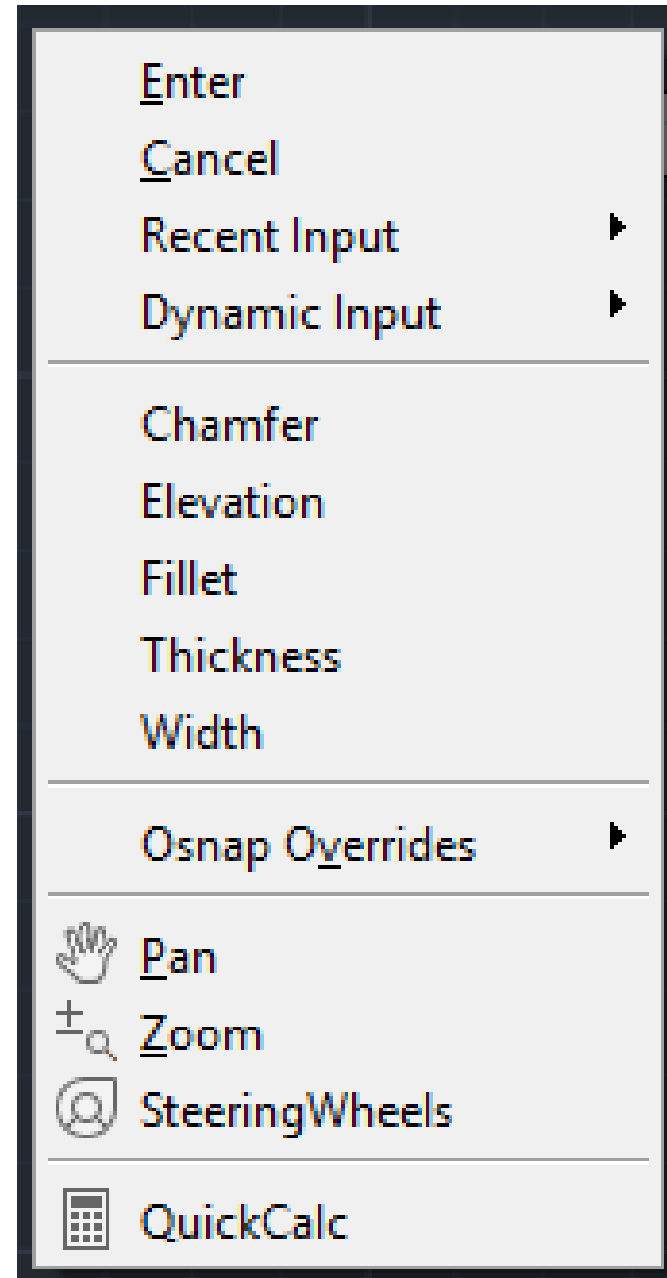 Enter
Cancel
Recent Input
Dynamic Input
Chamfer
Elevation
Fillet
Thickness
Width
Osnap Overrides
Pan
Zoom
SteeringWheels
QuickCalc